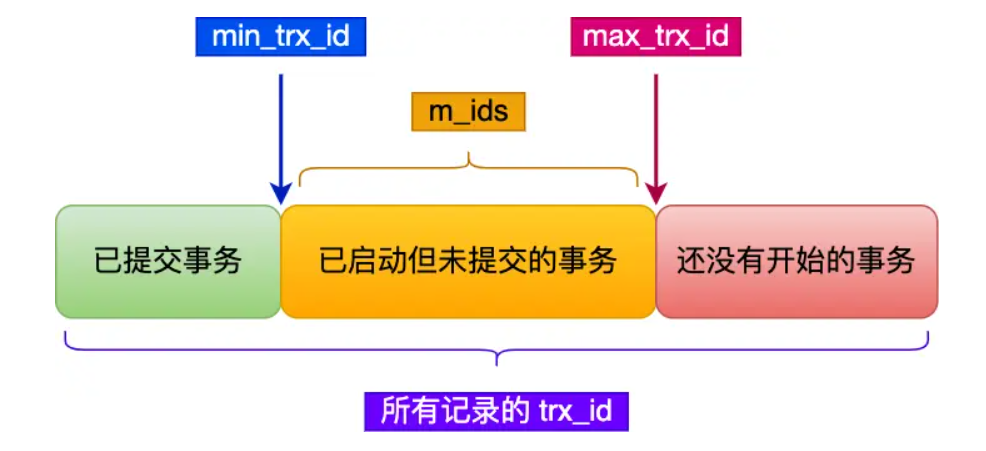 min_trx_id
max_trx_id
m_ids
已提交事务
已启动但未提交的事务
还没有开始的事务
所有记录的 trx_id